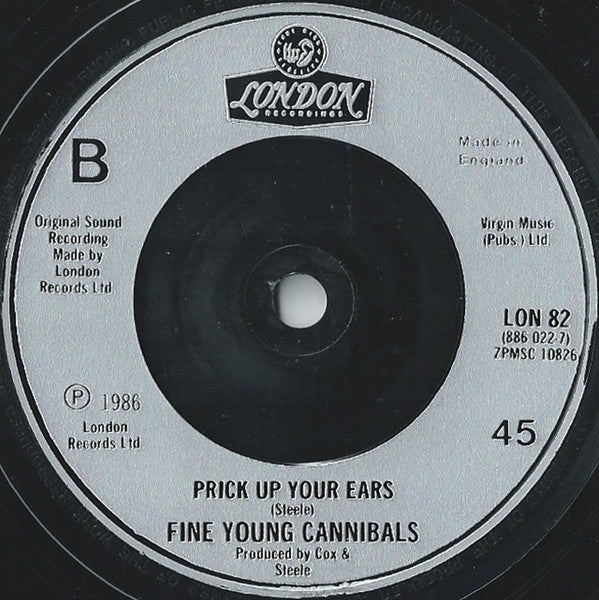 LONDON
RECORDINGS
B
Made in
England
Original Sound
Recording
Made by
London
Records Ltd
Virgin Music
(Pubs.) Ltd.
LON 82
(886 022-7)
ZPMSC 10826
℗ 1986
London
Records Ltd
45
PRICK UP YOUR EARS
(Steele)
FINE YOUNG CANNIBALS
Produced by Cox &
Steele